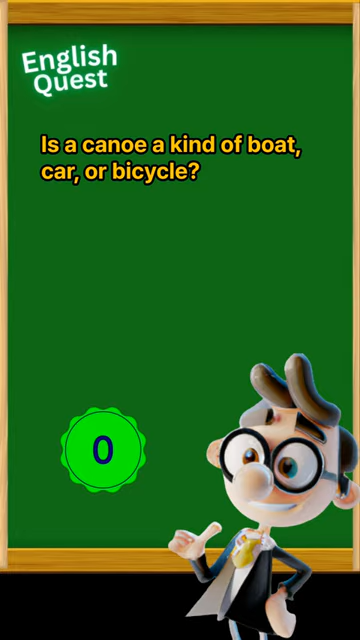 English
Quest
Is a canoe a kind of boat,
car, or bicycle?
0